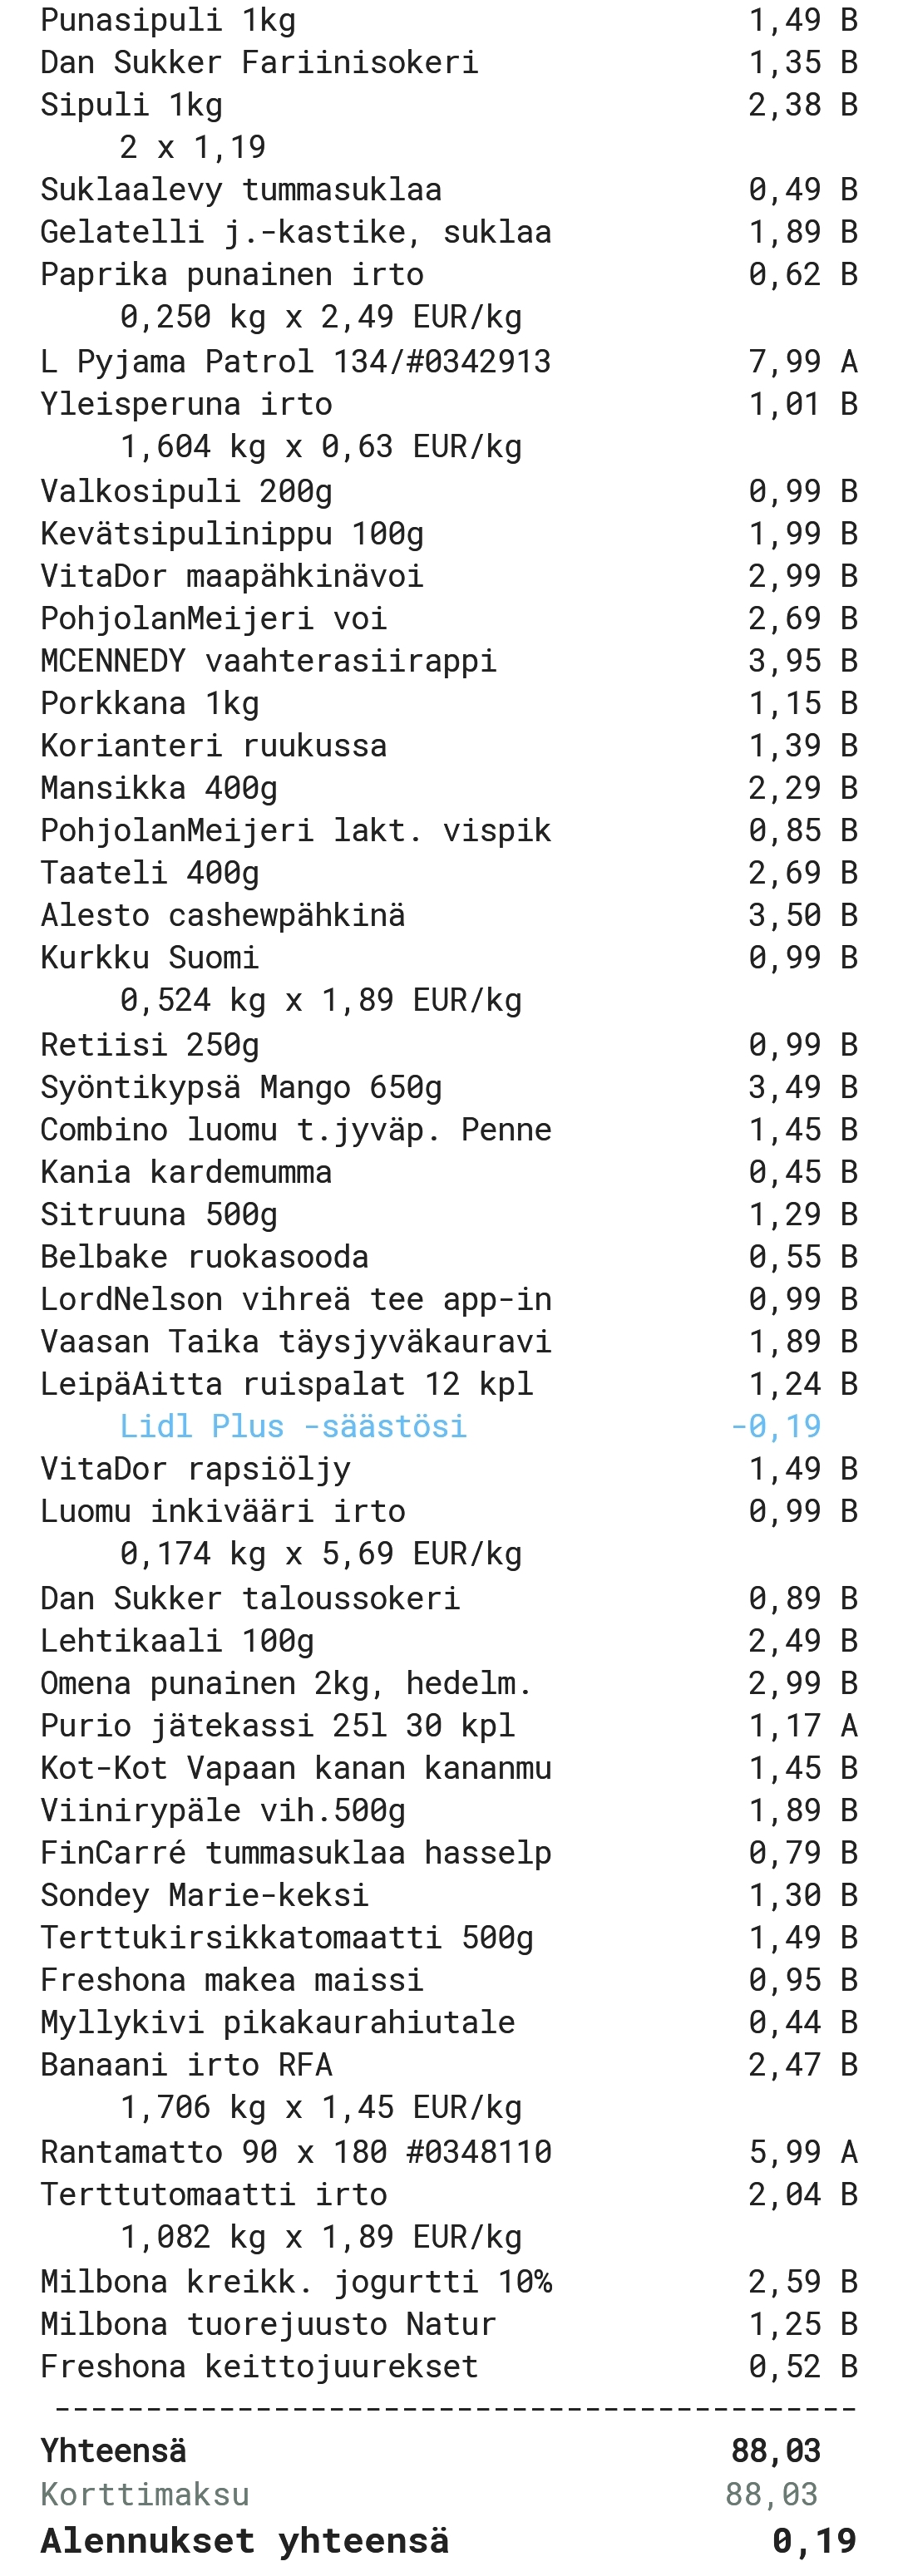 Punasipuli 1kg 1,49 B
Dan Sukker Fariinisokeri 1,35 B
Sipuli 1kg 2,38 B
2 x 1,19
Suklaalevy tummasuklaa 0,49 B
Gelatelli j.-kastike, suklaa 1,89 B
Paprika punainen irto 0,62 B
0,250 kg x 2,49 EUR/kg
L Pyjama Patrol 134/#0342913 7,99 A
Yleisperuna irto 1,01 B
1,604 kg x 0,63 EUR/kg
Valkosipuli 200g 0,99 B
Kevätsipulinippu 100g 1,99 B
VitaDor maapähkinävoi 2,99 B
PohjolanMeijeri voi 2,69 B
MCENNEDY vaahterasiirappi 3,95 B
Porkkana 1kg 1,15 B
Korianteri ruukussa 1,39 B
Mansikka 400g 2,29 B
PohjolanMeijeri lakt. vispik 0,85 B
Taateli 400g 2,69 B
Alesto cashewpähkinä 3,50 B
Kurkku Suomi 0,99 B
0,524 kg x 1,89 EUR/kg
Retiisi 250g 0,99 B
Syöntikypsä Mango 650g 3,49 B
Combino luomu t.jyväp. Penne 1,45 B
Kania kardemumma 0,45 B
Sitruuna 500g 1,29 B
Belbake ruokasooda 0,55 B
LordNelson vihreä tee app-in 0,99 B
Vaasan Taika täysjyväkauravi 1,89 B
LeipäAitta ruispalat 12 kpl 1,24 B
Lidl Plus -säästösi -0,19
VitaDor rapsiöljy 1,49 B
Luomu inkivääri irto 0,99 B
0,174 kg x 5,69 EUR/kg
Dan Sukker taloussokeri 0,89 B
Lehtikaali 100g 2,49 B
Omena punainen 2kg, hedelm. 2,99 B
Purio jätekassi 25l 30 kpl 1,17 A
Kot-Kot Vapaan kanan kananmu 1,45 B
Viinirypäle vih.500g 1,89 B
FinCarré tummasuklaa hasselp 0,79 B
Sondey Marie-keksi 1,30 B
Terttukirsikkatomaatti 500g 1,49 B
Freshona makea maissi 0,95 B
Myllykivi pikakaurahiutale 0,44 B
Banaani irto RFA 2,47 B
1,706 kg x 1,45 EUR/kg
Rantamatto 90 x 180 #0348110 5,99 A
Terttutomaatti irto 2,04 B
1,082 kg x 1,89 EUR/kg
Milbona kreikk. jogurtti 10% 2,59 B
Milbona tuorejuusto Natur 1,25 B
Freshona keittojuurekset 0,52 B
--------------------------------------------
Yhteensä 88,03
Korttimaksu 88,03
Alennukset yhteensä 0,19